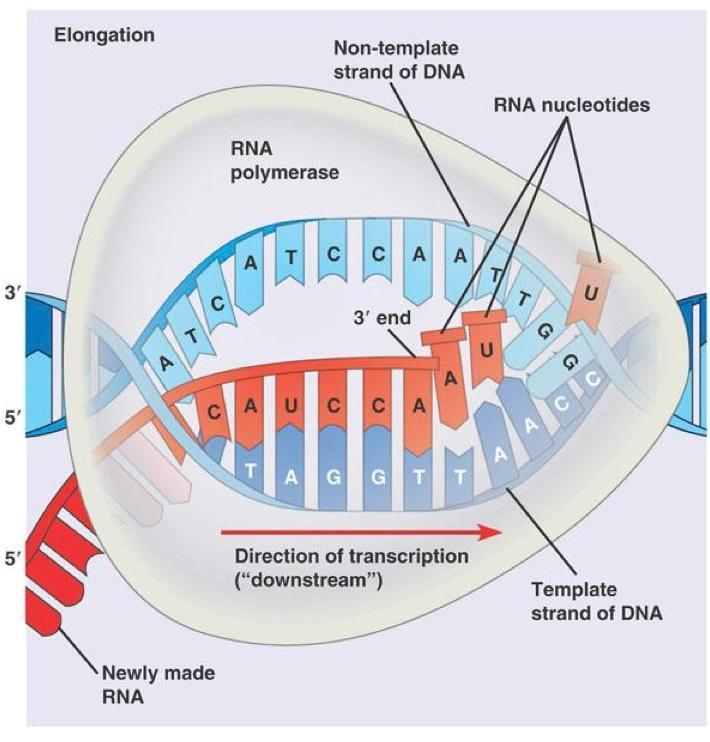 Elongation
Non-template
strand of DNA
RNA nucleotides
RNA
polymerase
A T C A T C C A A T T G G
U
3′
3′ end
U
A
C A U C C A
C
C
A
A
T A G G T T
5′
5′
Direction of transcription
(“downstream”)
Template
strand of DNA
Newly made
RNA